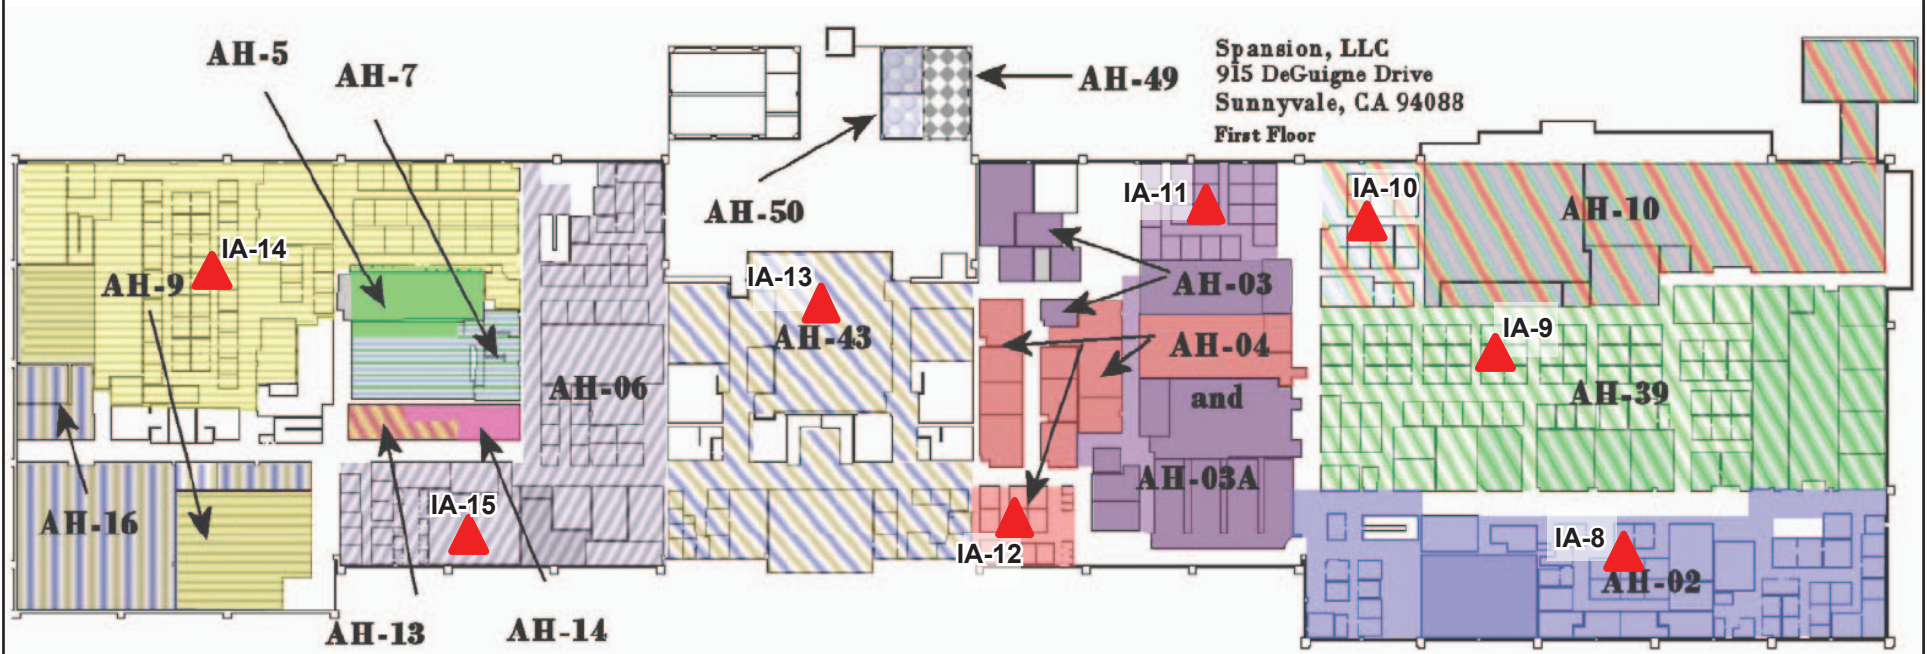 AH-5
AH-7
AH-49
Spansion, LLC
915 DeGuigne Drive
Sunnyvale, CA 94088
First Floor
AH-50
IA-11
IA-10
AH-10
IA-14
AH-9
IA-13
AH-03
AH-43
AH-04
IA-9
AH-06
and
AH-39
AH-03A
IA-15
AH-16
IA-12
IA-8
AH-02
AH-13
AH-14